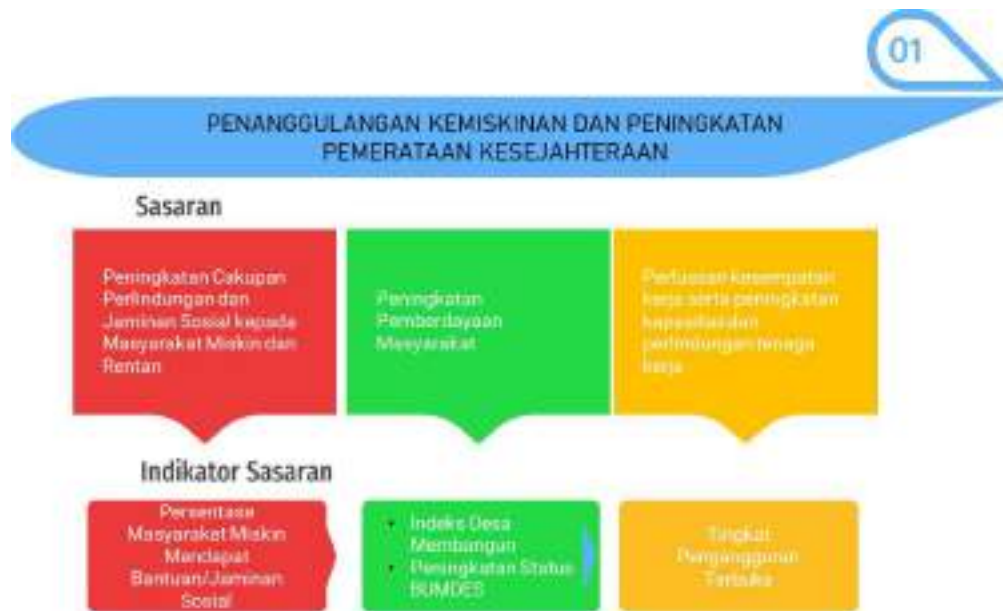 01
PENANGGULANGAN KEMISKINAN DAN PENINGKATAN
PEMERATAAN KESEJAHTERAAN
Sasaran
Peningkatan Cakupan
Perlindungan dan
Jaminan Sosial kepada
Masyarakat Miskin dan
Rentan
Peningkatan
Pemberdayaan
Masyarakat
Perluasan kesempatan
kerja serta peningkatan
kapasitas dan
perlindungan tenaga
kerja
Indikator Sasaran
Persentase
Masyarakat Miskin
Mendapat
Bantuan/Jaminan
Sosial
• Indeks Desa
Membangun
• Peningkatan Status
BUMDES
Tingkat
Pengangguran
Terbuka